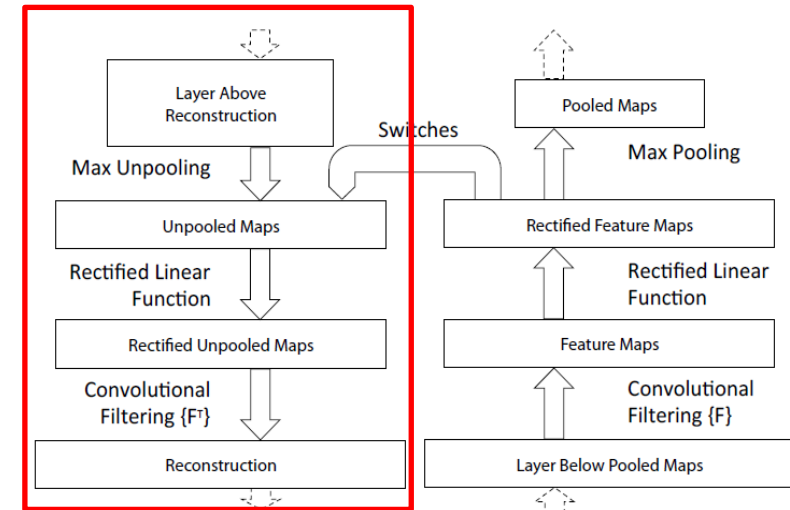 Layer Above
Reconstruction
Max Unpooling
Unpooled Maps
Rectified Linear
Function
Rectified Unpooled Maps
Convolutional
Filtering {Fᵀ}
Reconstruction
Switches
Pooled Maps
Max Pooling
Rectified Feature Maps
Rectified Linear
Function
Feature Maps
Convolutional
Filtering {F}
Layer Below Pooled Maps